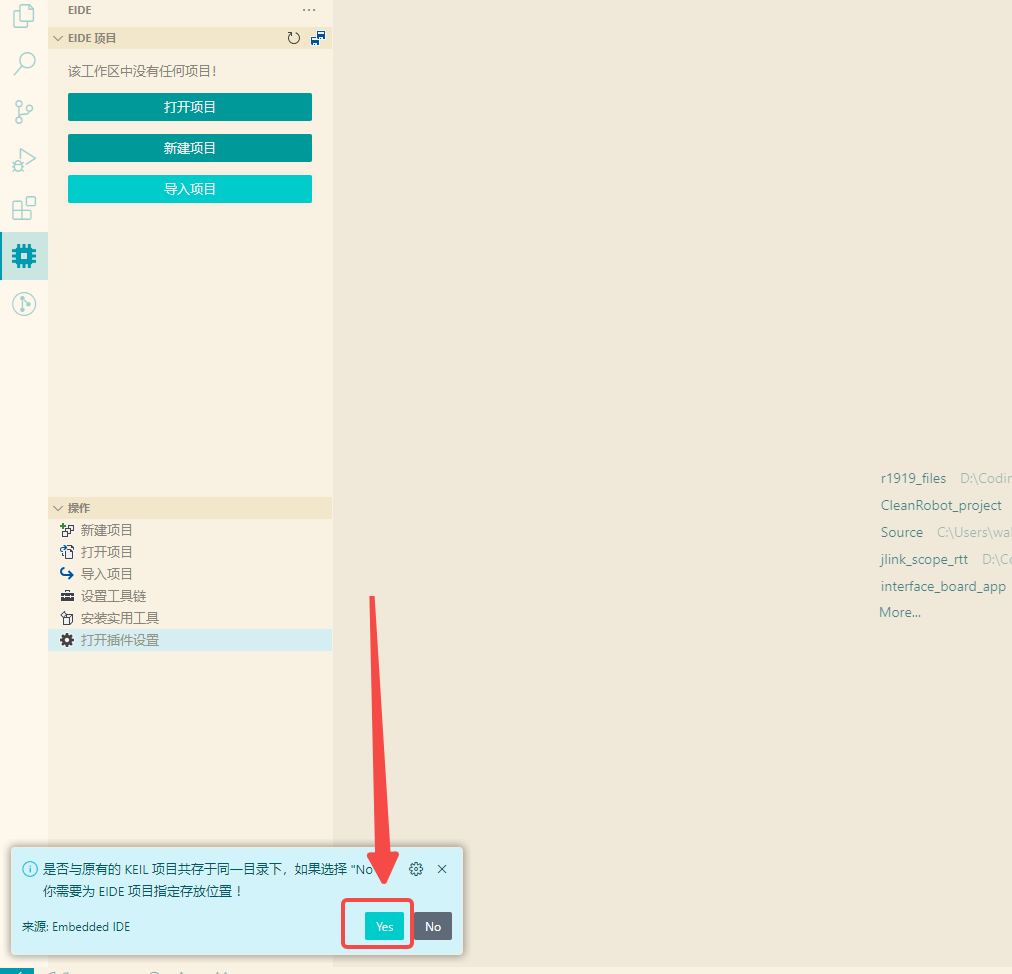 EIDE
EIDE 项目
该工作区中没有任何项目!
打开项目
新建项目
导入项目
操作
新建项目
打开项目
导入项目
设置工具链
安装实用工具
打开插件设置
r1919_files D:\Codin
CleanRobot_project
Source C:\Users\wa
jlink_scope_rtt D:\Co
interface_board_app
More...
是否与原有的 KEIL 项目共存于同一目录下，如果选择 "No
你需要为 EIDE 项目指定存放位置！
来源: Embedded IDE
Yes
No